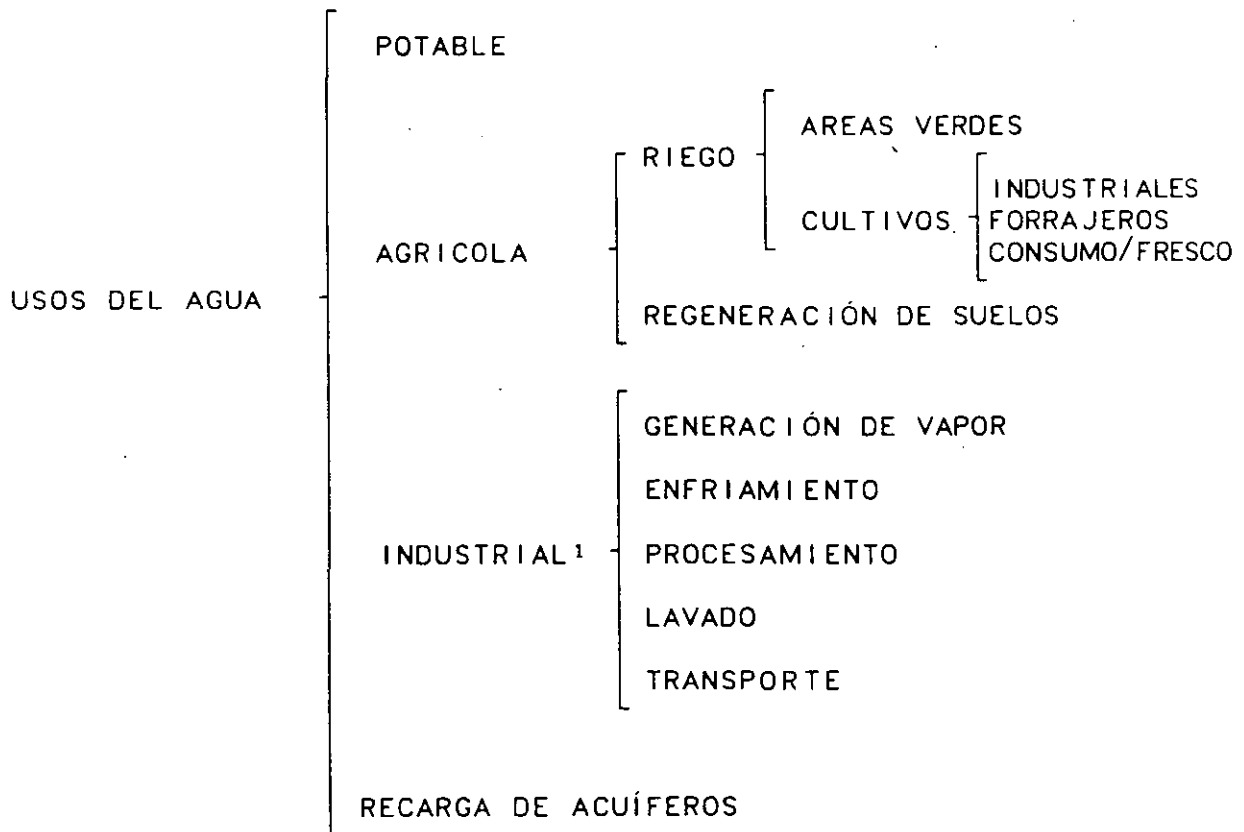 POTABLE
AREAS VERDES
RIEGO
INDUSTRIALES
CULTIVOS
FORRAJEROS
CONSUMO/FRESCO
AGRICOLA
USOS DEL AGUA
REGENERACIÓN DE SUELOS
GENERACIÓN DE VAPOR
ENFRIAMIENTO
INDUSTRIAL¹
PROCESAMIENTO
LAVADO
TRANSPORTE
RECARGA DE ACUÍFEROS